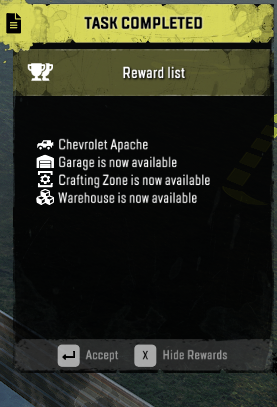 TASK COMPLETED
Reward list
Chevrolet Apache
Garage is now available
Crafting Zone is now available
Warehouse is now available
Accept X Hide Rewards